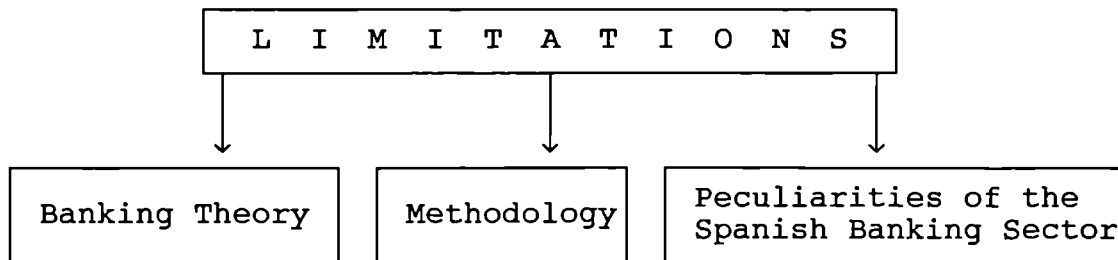 L I M I T A T I O N S
Banking Theory
Methodology
Peculiarities of the
Spanish Banking Sector